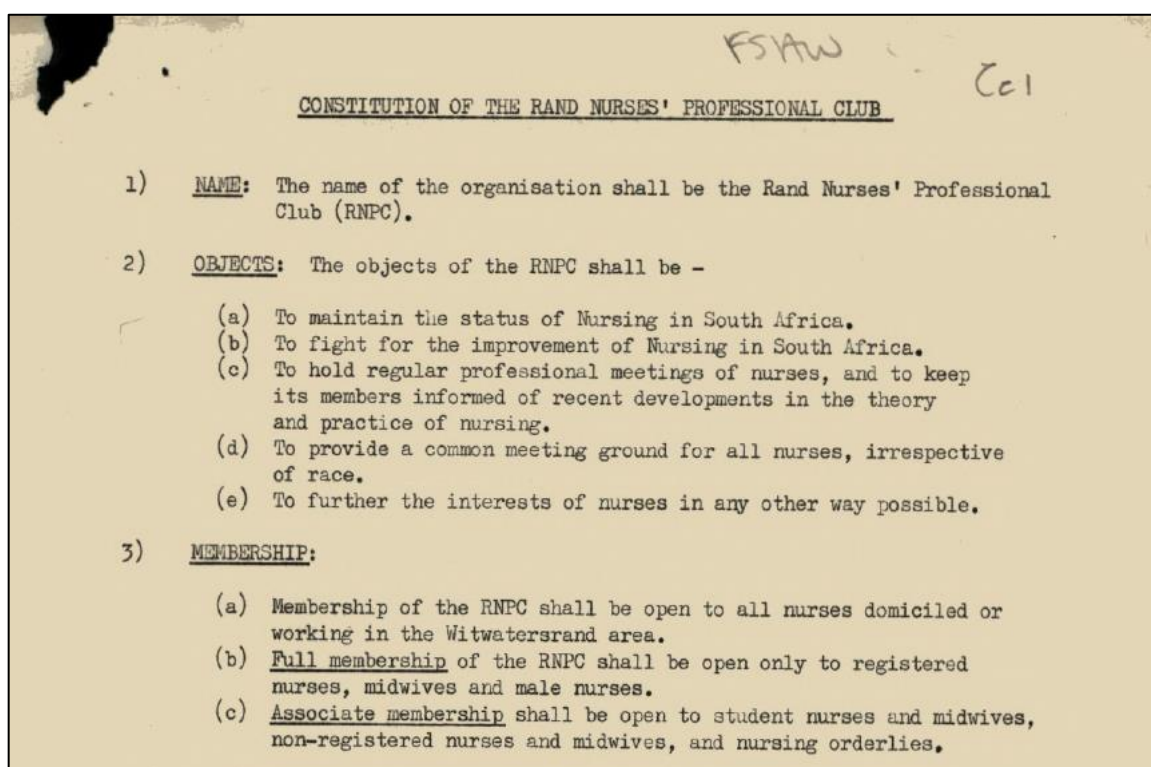 FSAW
Cc1
CONSTITUTION OF THE RAND NURSES' PROFESSIONAL CLUB
1) NAME: The name of the organisation shall be the Rand Nurses' Professional
Club (RNPC).
2) OBJECTS: The objects of the RNPC shall be -
(a) To maintain the status of Nursing in South Africa.
(b) To fight for the improvement of Nursing in South Africa.
(c) To hold regular professional meetings of nurses, and to keep
its members informed of recent developments in the theory
and practice of nursing.
(d) To provide a common meeting ground for all nurses, irrespective
of race.
(e) To further the interests of nurses in any other way possible.
3) MEMBERSHIP:
(a) Membership of the RNPC shall be open to all nurses domiciled or
working in the Witwatersrand area.
(b) Full membership of the RNPC shall be open only to registered
nurses, midwives and male nurses.
(c) Associate membership shall be open to student nurses and midwives,
non-registered nurses and midwives, and nursing orderlies.